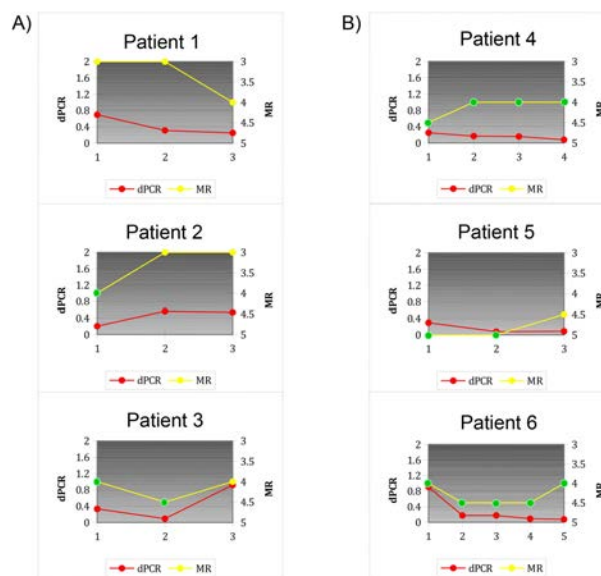 A)
Patient 1
2
1.6
1.2
0.8
0.4
0
dPCR
3
3.5
4
4.5
5
MR
1 2 3
dPCR MR
Patient 2
2
1.6
1.2
0.8
0.4
0
dPCR
3
3.5
4
4.5
5
MR
1 2 3
dPCR MR
Patient 3
2
1.6
1.2
0.8
0.4
0
dPCR
3
3.5
4
4.5
5
MR
1 2 3
dPCR MR
B)
Patient 4
2
1.6
1.2
0.8
0.4
0
dPCR
3
3.5
4
4.5
5
MR
1 2 3 4
dPCR MR
Patient 5
2
1.6
1.2
0.8
0.4
0
dPCR
3
3.5
4
4.5
5
MR
1 2 3
dPCR MR
Patient 6
2
1.6
1.2
0.8
0.4
0
dPCR
3
3.5
4
4.5
5
MR
1 2 3 4 5
dPCR MR